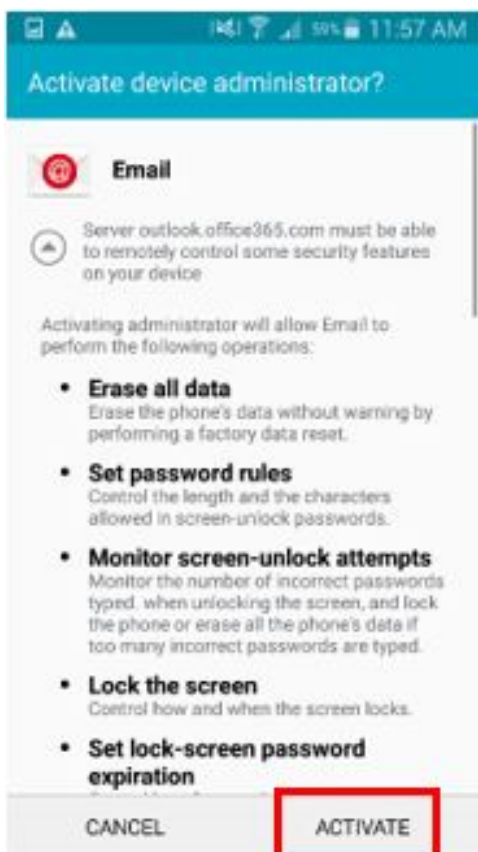 59% 11:57 AM
Activate device administrator?
Email
Server outlook.office365.com must be able
to remotely control some security features
on your device
Activating administrator will allow Email to
perform the following operations:
• Erase all data
Erase the phone's data without warning by
performing a factory data reset.
• Set password rules
Control the length and the characters
allowed in screen-unlock passwords.
• Monitor screen-unlock attempts
Monitor the number of incorrect passwords
typed. when unlocking the screen, and lock
the phone or erase all the phone's data if
too many incorrect passwords are typed.
• Lock the screen
Control how and when the screen locks.
• Set lock-screen password
expiration
CANCEL ACTIVATE